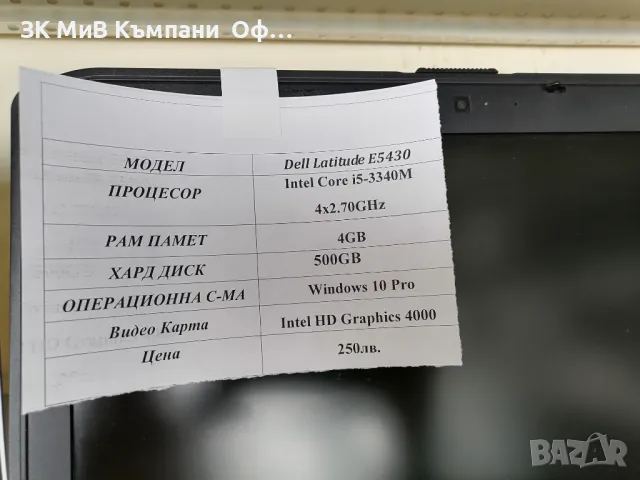 ЗК МиВ Къмпани Оф...
МОДЕЛ Dell Latitude E5430
ПРОЦЕСОР Intel Core i5-3340M
4x2.70GHz
РАМ ПАМЕТ 4GB
ХАРД ДИСК 500GB
ОПЕРАЦИОННА С-МА Windows 10 Pro
Видео Карта Intel HD Graphics 4000
Цена 250лв.
BAZAR